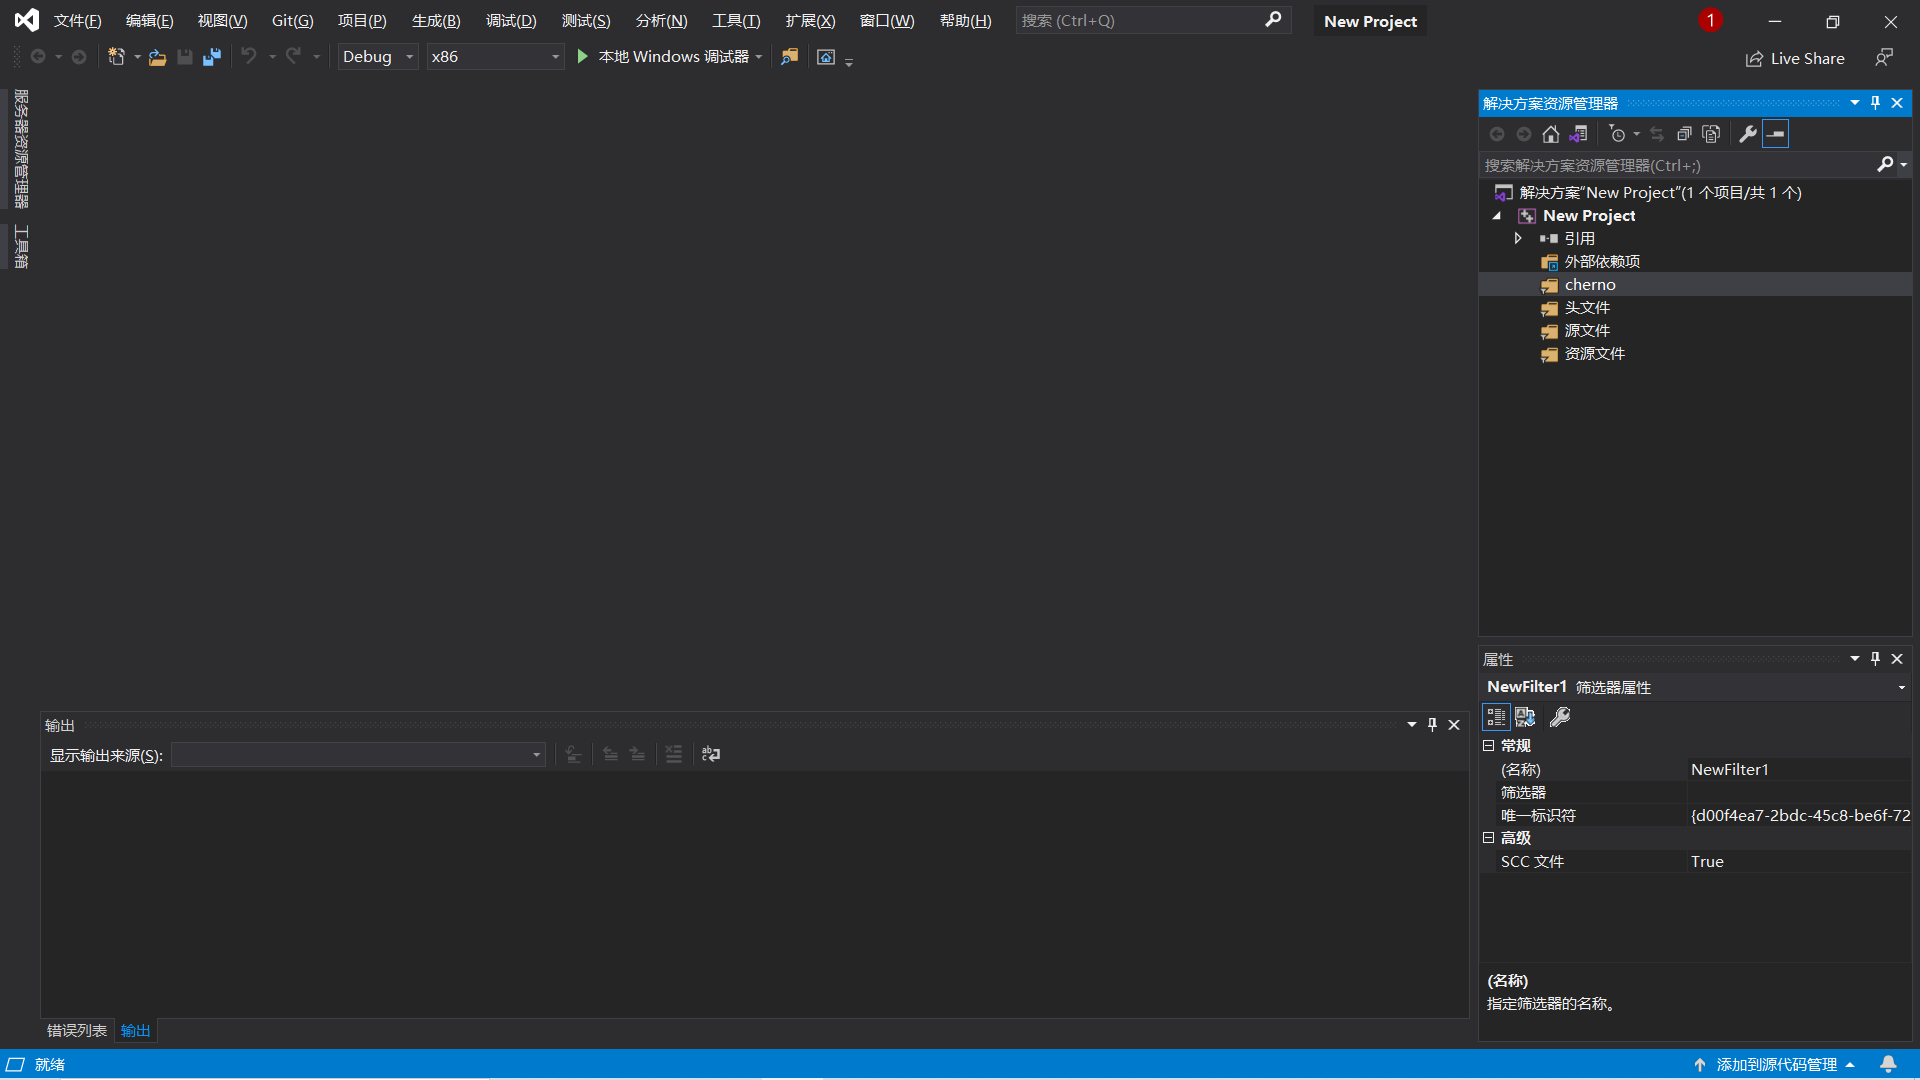 文件(F) 编辑(E) 视图(V) Git(G) 项目(P) 生成(B) 调试(D) 测试(S) 分析(N) 工具(T) 扩展(X) 窗口(W) 帮助(H) 搜索 (Ctrl+Q) New Project 1
Debug x86 本地 Windows 调试器 Live Share
服务器资源管理器
工具箱
解决方案资源管理器
搜索解决方案资源管理器(Ctrl+;)
解决方案"New Project"(1 个项目/共 1 个)
New Project
引用
外部依赖项
cherno
头文件
源文件
资源文件
输出
显示输出来源(S):
错误列表 输出
属性
NewFilter1 筛选器属性
常规
(名称) NewFilter1
筛选器
唯一标识符 {d00f4ea7-2bdc-45c8-be6f-72
高级
SCC 文件 True
(名称)
指定筛选器的名称。
就绪 添加到源代码管理